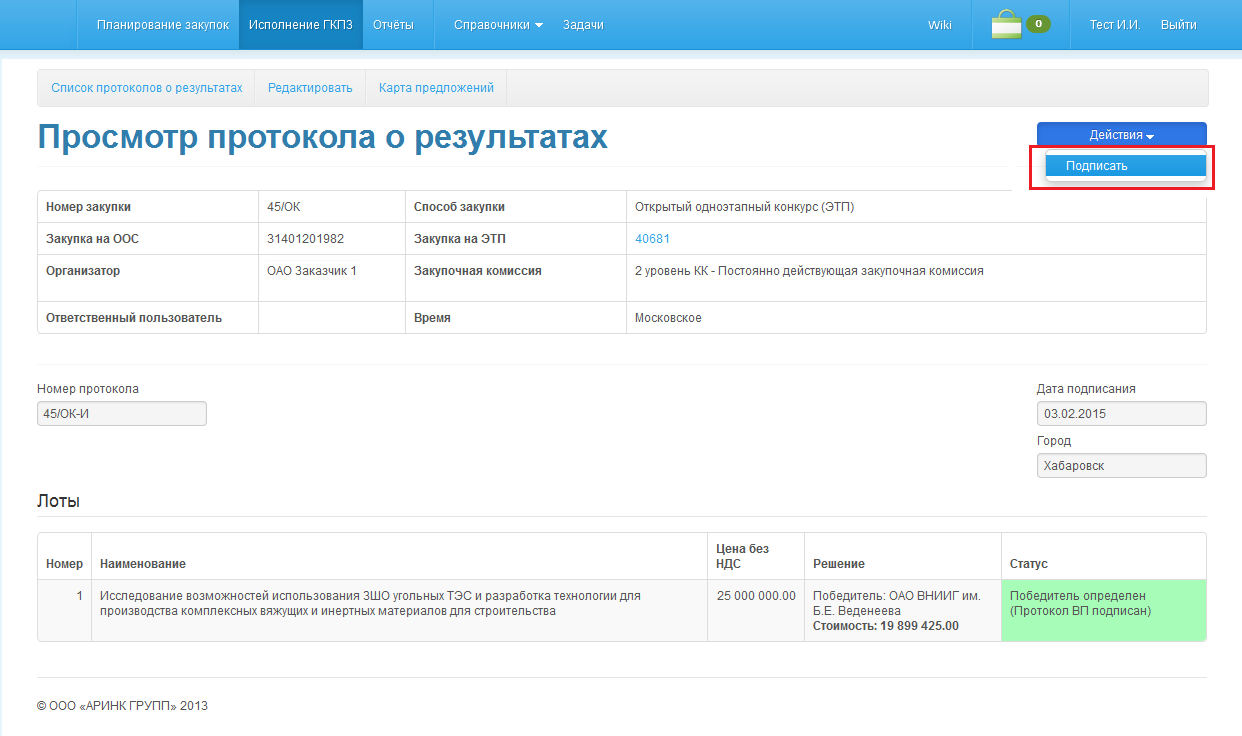 Планирование закупок Исполнение ГКПЗ Отчёты Справочники Задачи Wiki 0 Тест И.И. Выйти
Список протоколов о результатах Редактировать Карта предложений
Просмотр протокола о результатах
Действия
Подписать
Номер закупки 45/ОК Способ закупки Открытый одноэтапный конкурс (ЭТП)
Закупка на ООС 31401201982 Закупка на ЭТП 40681
Организатор ОАО Заказчик 1 Закупочная комиссия 2 уровень КК - Постоянно действующая закупочная комиссия
Ответственный пользователь Время Московское
Номер протокола Дата подписания
45/ОК-И 03.02.2015
Город
Хабаровск
Лоты
Цена без
Номер Наименование НДС Решение Статус
1 Исследование возможностей использования ЗШО угольных ТЭС и разработка технологии для 25 000 000.00 Победитель: ОАО ВНИИГ им. Победитель определен
производства комплексных вяжущих и инертных материалов для строительства Б.Е. Веденеева (Протокол ВП подписан)
Стоимость: 19 899 425.00
© ООО «АРИНК ГРУПП» 2013